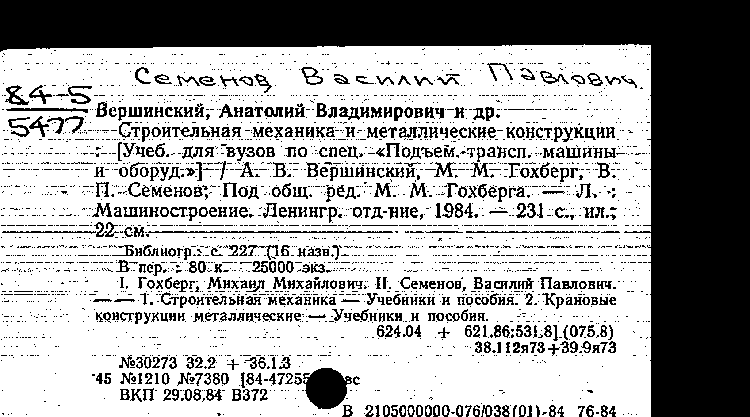 Семенов Василий Павлович
84-5
5477
Вершинский, Анатолий Владимирович и др.
Строительная механика и металлические конструкции
: [Учеб. для вузов по спец. «Подъем.-трансп. машины
и оборуд.»] / А. В. Вершинский, М. М. Гохберг, В.
П. Семенов; Под общ. ред. М. М. Гохберга. — Л. :
Машиностроение. Ленингр. отд-ние, 1984. — 231 с., ил.;
22 см.
Библиогр.: с. 227 (16 назв.)
В пер. : 80 к. 25000 экз.
I. Гохберг, Михаил Михайлович. II. Семенов, Василий Павлович.
— — 1. Строительная механика — Учебники и пособия. 2. Крановые
конструкции металлические — Учебники и пособия.
624.04 + 621.86:531.8] (075.8)
38.112я73+39.9я73
№30273 32.2 + 36.1.3
45 №1210 №7380 [84-47255 вс
ВКП 29.08.84 В372
В 2105000000-076/038(01)-84 76-84